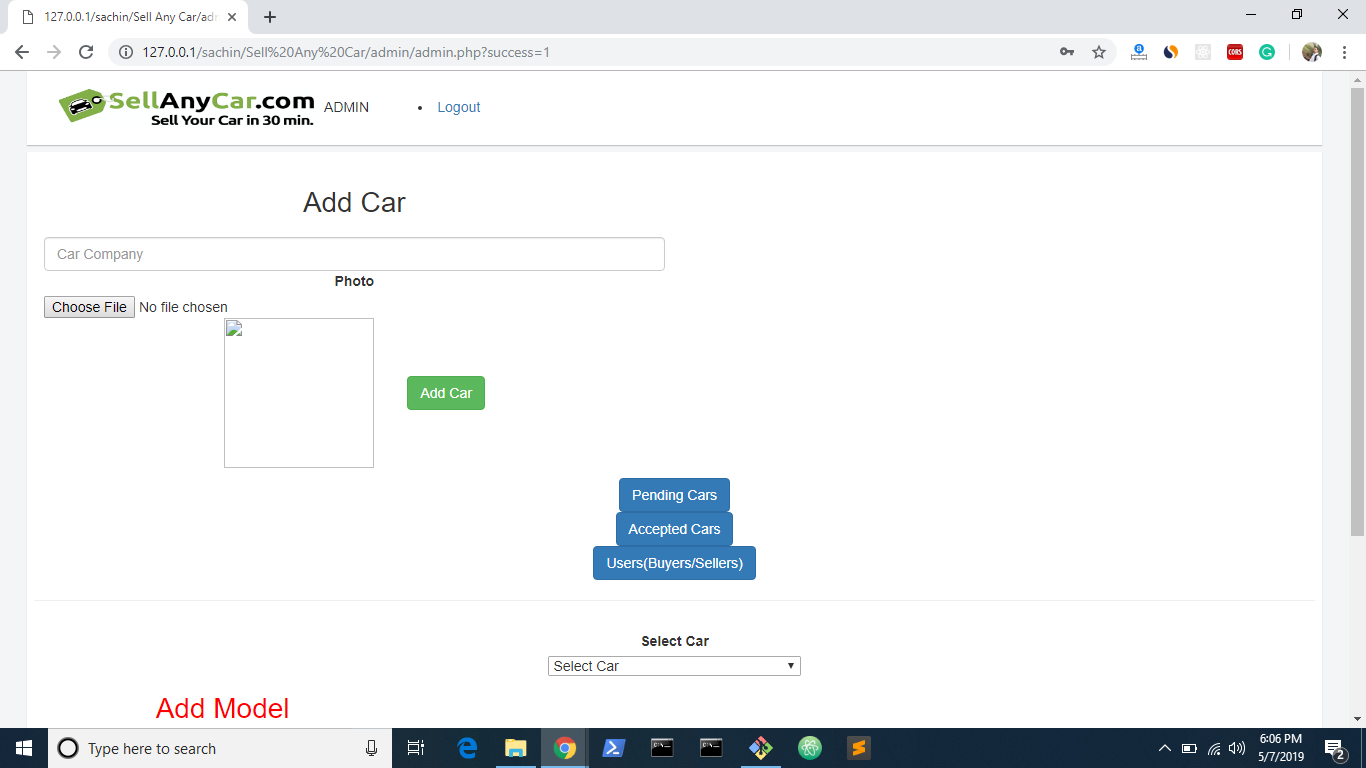 127.0.0.1/sachin/Sell Any Car/adm
127.0.0.1/sachin/Sell%20Any%20Car/admin/admin.php?success=1
SellAnyCar.com
Sell Your Car in 30 min.
ADMIN
• Logout
Add Car
Car Company
Photo
Choose File No file chosen
Add Car
Pending Cars
Accepted Cars
Users(Buyers/Sellers)
Select Car
Select Car
Add Model
Type here to search
6:06 PM
5/7/2019
2